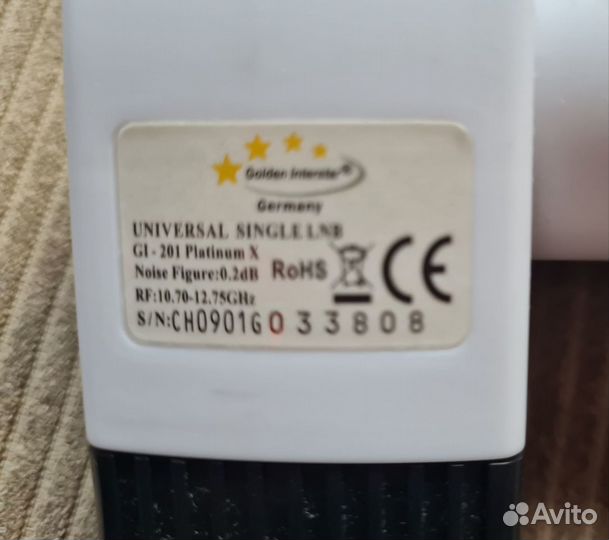 Golden Interstar®
Germany
UNIVERSAL SINGLE LNB
GI - 201 Platinum X
Noise Figure:0.2dB
RoHS
CE
RF:10.70-12.75GHz
S/N:CH0901G033808
Avito